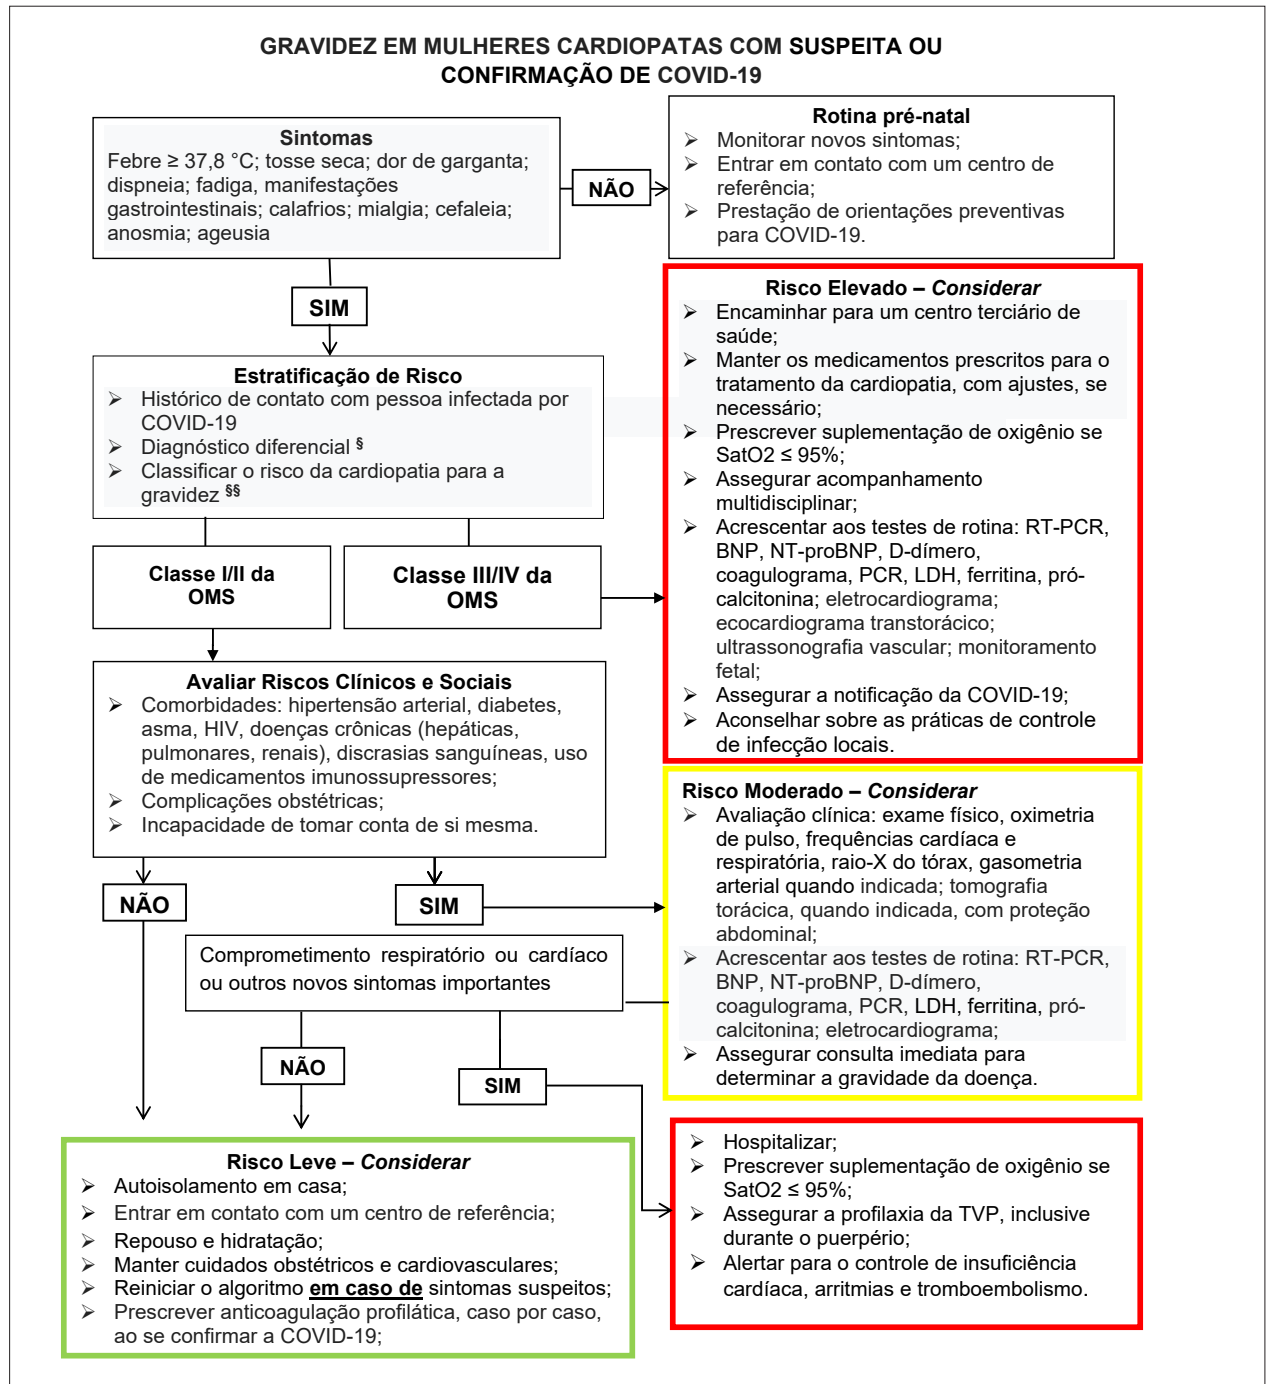 GRAVIDEZ EM MULHERES CARDIOPATAS COM SUSPEITA OU
CONFIRMAÇÃO DE COVID-19
Sintomas
Febre ≥ 37,8 °C; tosse seca; dor de garganta;
dispneia; fadiga, manifestações
gastrointestinais; calafrios; mialgia; cefaleia;
anosmia; ageusia
NÃO
Rotina pré-natal
➢ Monitorar novos sintomas;
➢ Entrar em contato com um centro de
referência;
➢ Prestação de orientações preventivas
para COVID-19.
SIM
Estratificação de Risco
➢ Histórico de contato com pessoa infectada por
COVID-19
➢ Diagnóstico diferencial §
➢ Classificar o risco da cardiopatia para a
gravidez §§
Classe I/II da
OMS
Classe III/IV da
OMS
Risco Elevado – Considerar
➢ Encaminhar para um centro terciário de
saúde;
➢ Manter os medicamentos prescritos para o
tratamento da cardiopatia, com ajustes, se
necessário;
➢ Prescrever suplementação de oxigênio se
SatO2 ≤ 95%;
➢ Assegurar acompanhamento
multidisciplinar;
➢ Acrescentar aos testes de rotina: RT-PCR,
BNP, NT-proBNP, D-dímero,
coagulograma, PCR, LDH, ferritina, pró-
calcitonina; eletrocardiograma;
ecocardiograma transtorácico;
ultrassonografia vascular; monitoramento
fetal;
➢ Assegurar a notificação da COVID-19;
➢ Aconselhar sobre as práticas de controle
de infecção locais.
Avaliar Riscos Clínicos e Sociais
➢ Comorbidades: hipertensão arterial, diabetes,
asma, HIV, doenças crônicas (hepáticas,
pulmonares, renais), discrasias sanguíneas, uso
de medicamentos imunossupressores;
➢ Complicações obstétricas;
➢ Incapacidade de tomar conta de si mesma.
NÃO
SIM
Risco Moderado – Considerar
➢ Avaliação clínica: exame físico, oximetria
de pulso, frequências cardíaca e
respiratória, raio-X do tórax, gasometria
arterial quando indicada; tomografia
torácica, quando indicada, com proteção
abdominal;
➢ Acrescentar aos testes de rotina: RT-PCR,
BNP, NT-proBNP, D-dímero,
coagulograma, PCR, LDH, ferritina, pró-
calcitonina; eletrocardiograma;
➢ Assegurar consulta imediata para
determinar a gravidade da doença.
Comprometimento respiratório ou cardíaco
ou outros novos sintomas importantes
NÃO
SIM
Risco Leve – Considerar
➢ Autoisolamento em casa;
➢ Entrar em contato com um centro de referência;
➢ Repouso e hidratação;
➢ Manter cuidados obstétricos e cardiovasculares;
➢ Reiniciar o algoritmo em caso de sintomas suspeitos;
➢ Prescrever anticoagulação profilática, caso por caso,
ao se confirmar a COVID-19;
➢ Hospitalizar;
➢ Prescrever suplementação de oxigênio se
SatO2 ≤ 95%;
➢ Assegurar a profilaxia da TVP, inclusive
durante o puerpério;
➢ Alertar para o controle de insuficiência
cardíaca, arritmias e tromboembolismo.